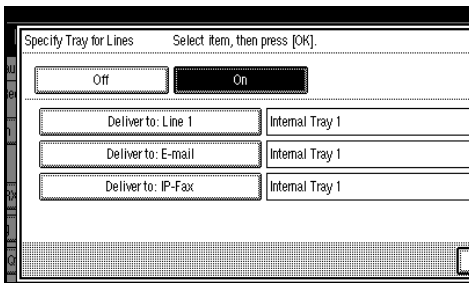 Specify Tray for Lines Select item, then press [OK].
Off On
Deliver to: Line 1 Internal Tray 1
Deliver to: E-mail Internal Tray 1
Deliver to: IP-Fax Internal Tray 1